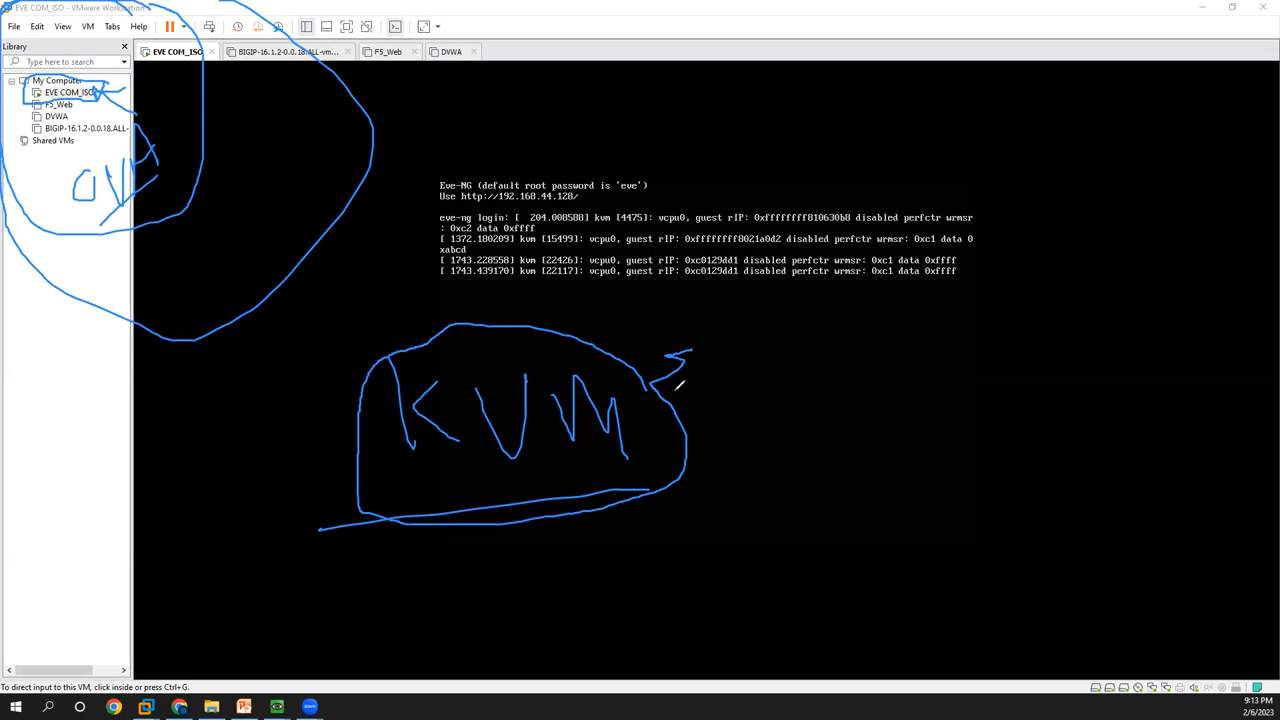 EVE COM_ISO - VMware Workstation
File Edit View VM Tabs Help
Library
Type here to search
EVE COM_ISO
BIGIP-16.1.2-0.0.18.ALL-vm...
F5_Web
DVWA
My Computer
EVE COM_ISO
F5_Web
DVWA
BIGIP-16.1.2-0.0.18.ALL-
Shared VMs
OVA
Eve-NG (default root password is 'eve')
Use http://192.168.44.128/
eve-ng login: [ 204.008588] kvm [4475]: vcpu0, guest rIP: 0xffffffff810630b8 disabled perfctr wrmsr
: 0xc2 data 0xffff
[ 1372.180209] kvm [15499]: vcpu0, guest rIP: 0xffffffff8021a0d2 disabled perfctr wrmsr: 0xc1 data 0
xabcd
[ 1743.228558] kvm [22426]: vcpu0, guest rIP: 0xc0129dd1 disabled perfctr wrmsr: 0xc1 data 0xffff
[ 1743.439170] kvm [22117]: vcpu0, guest rIP: 0xc0129dd1 disabled perfctr wrmsr: 0xc1 data 0xffff
KVM
To direct input to this VM, click inside or press Ctrl+G.
9:13 PM
2/6/2023